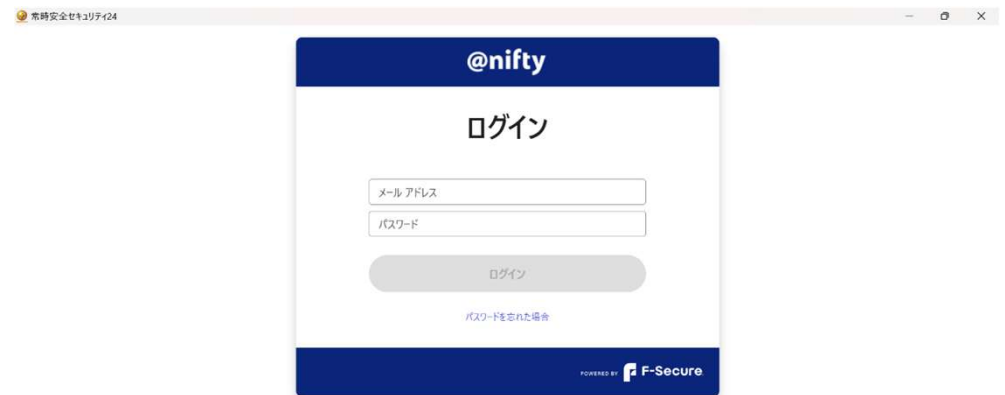 常時安全セキュリティ24
@nifty
ログイン
メール アドレス
パスワード
ログイン
パスワードを忘れた場合
POWERED BY F-Secure